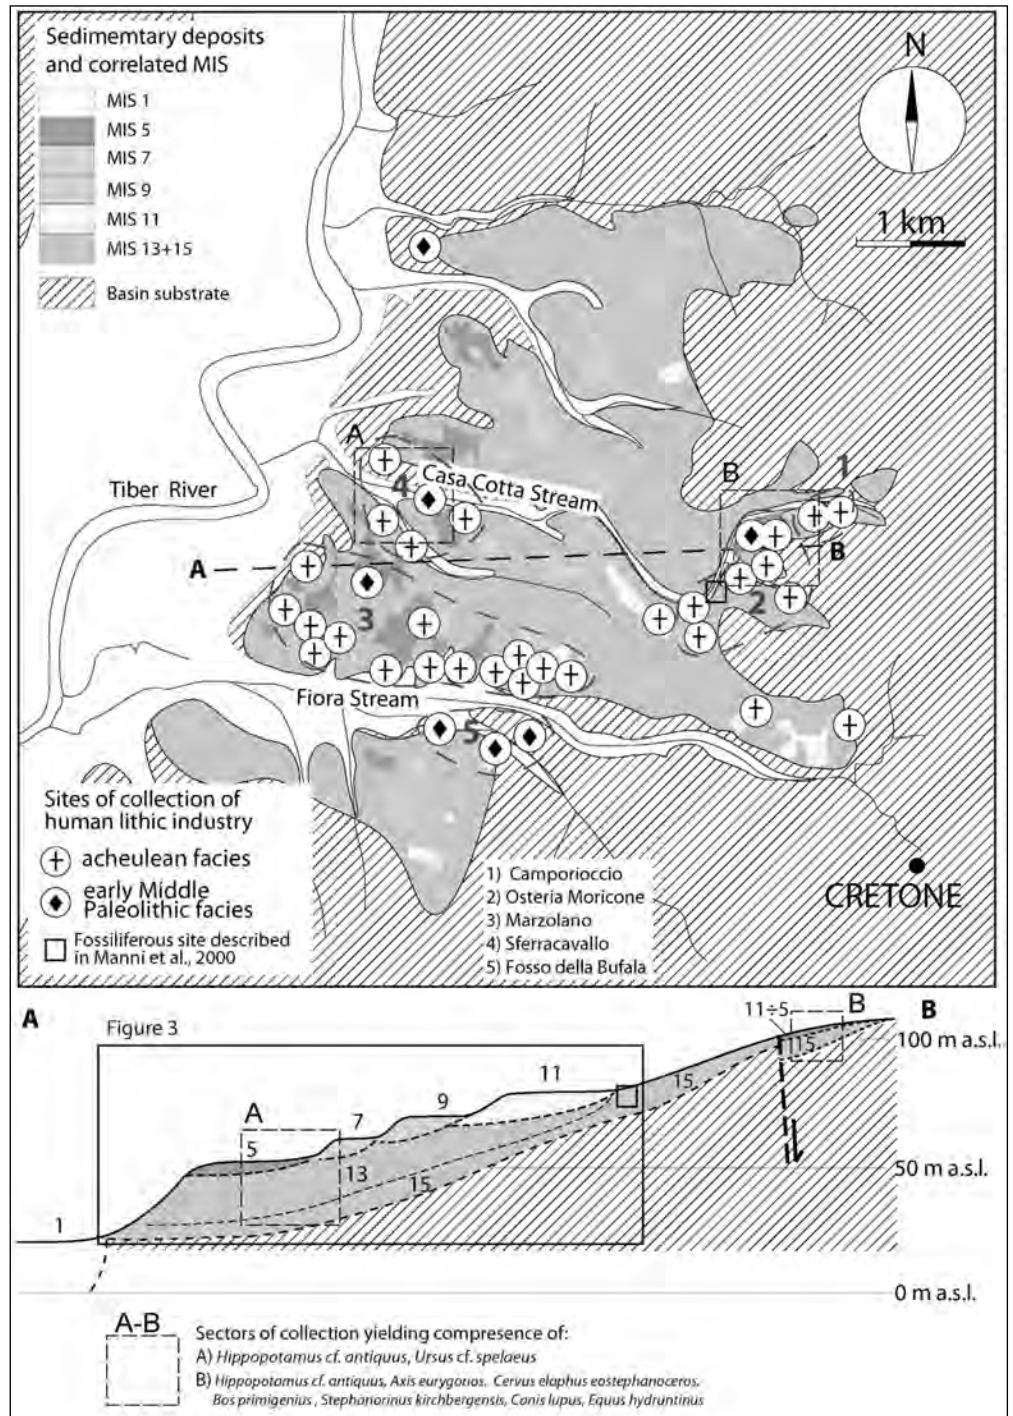 Sedimemtary deposits
and correlated MIS
MIS 1
MIS 5
MIS 7
MIS 9
MIS 11
MIS 13+15
Basin substrate
N
1 km
A
4
Casa Cotta Stream
B
1
Tiber River
A
B
2
3
Fiora Stream
5
Sites of collection of
human lithic industry
acheulean facies
early Middle
Paleolithic facies
Fossiliferous site described
in Manni et al., 2000
1) Camporioccio
2) Osteria Moricone
3) Marzolano
4) Sferracavallo
5) Fosso della Bufala
CRETONE
A
Figure 3
11÷5
B
B
100 m a.s.l.
115
15
11
9
7
A
5
13
15
50 m a.s.l.
1
0 m a.s.l.
A-B
Sectors of collection yielding compresence of:
A) Hippopotamus cf. antiquus, Ursus cf. spelaeus
B) Hippopotamus cf. antiquus, Axis eurygonos. Cervus elaphus eostephanoceros,
Bos primigenius , Stephanorinus kirchbergensis, Canis lupus, Equus hydruntinus